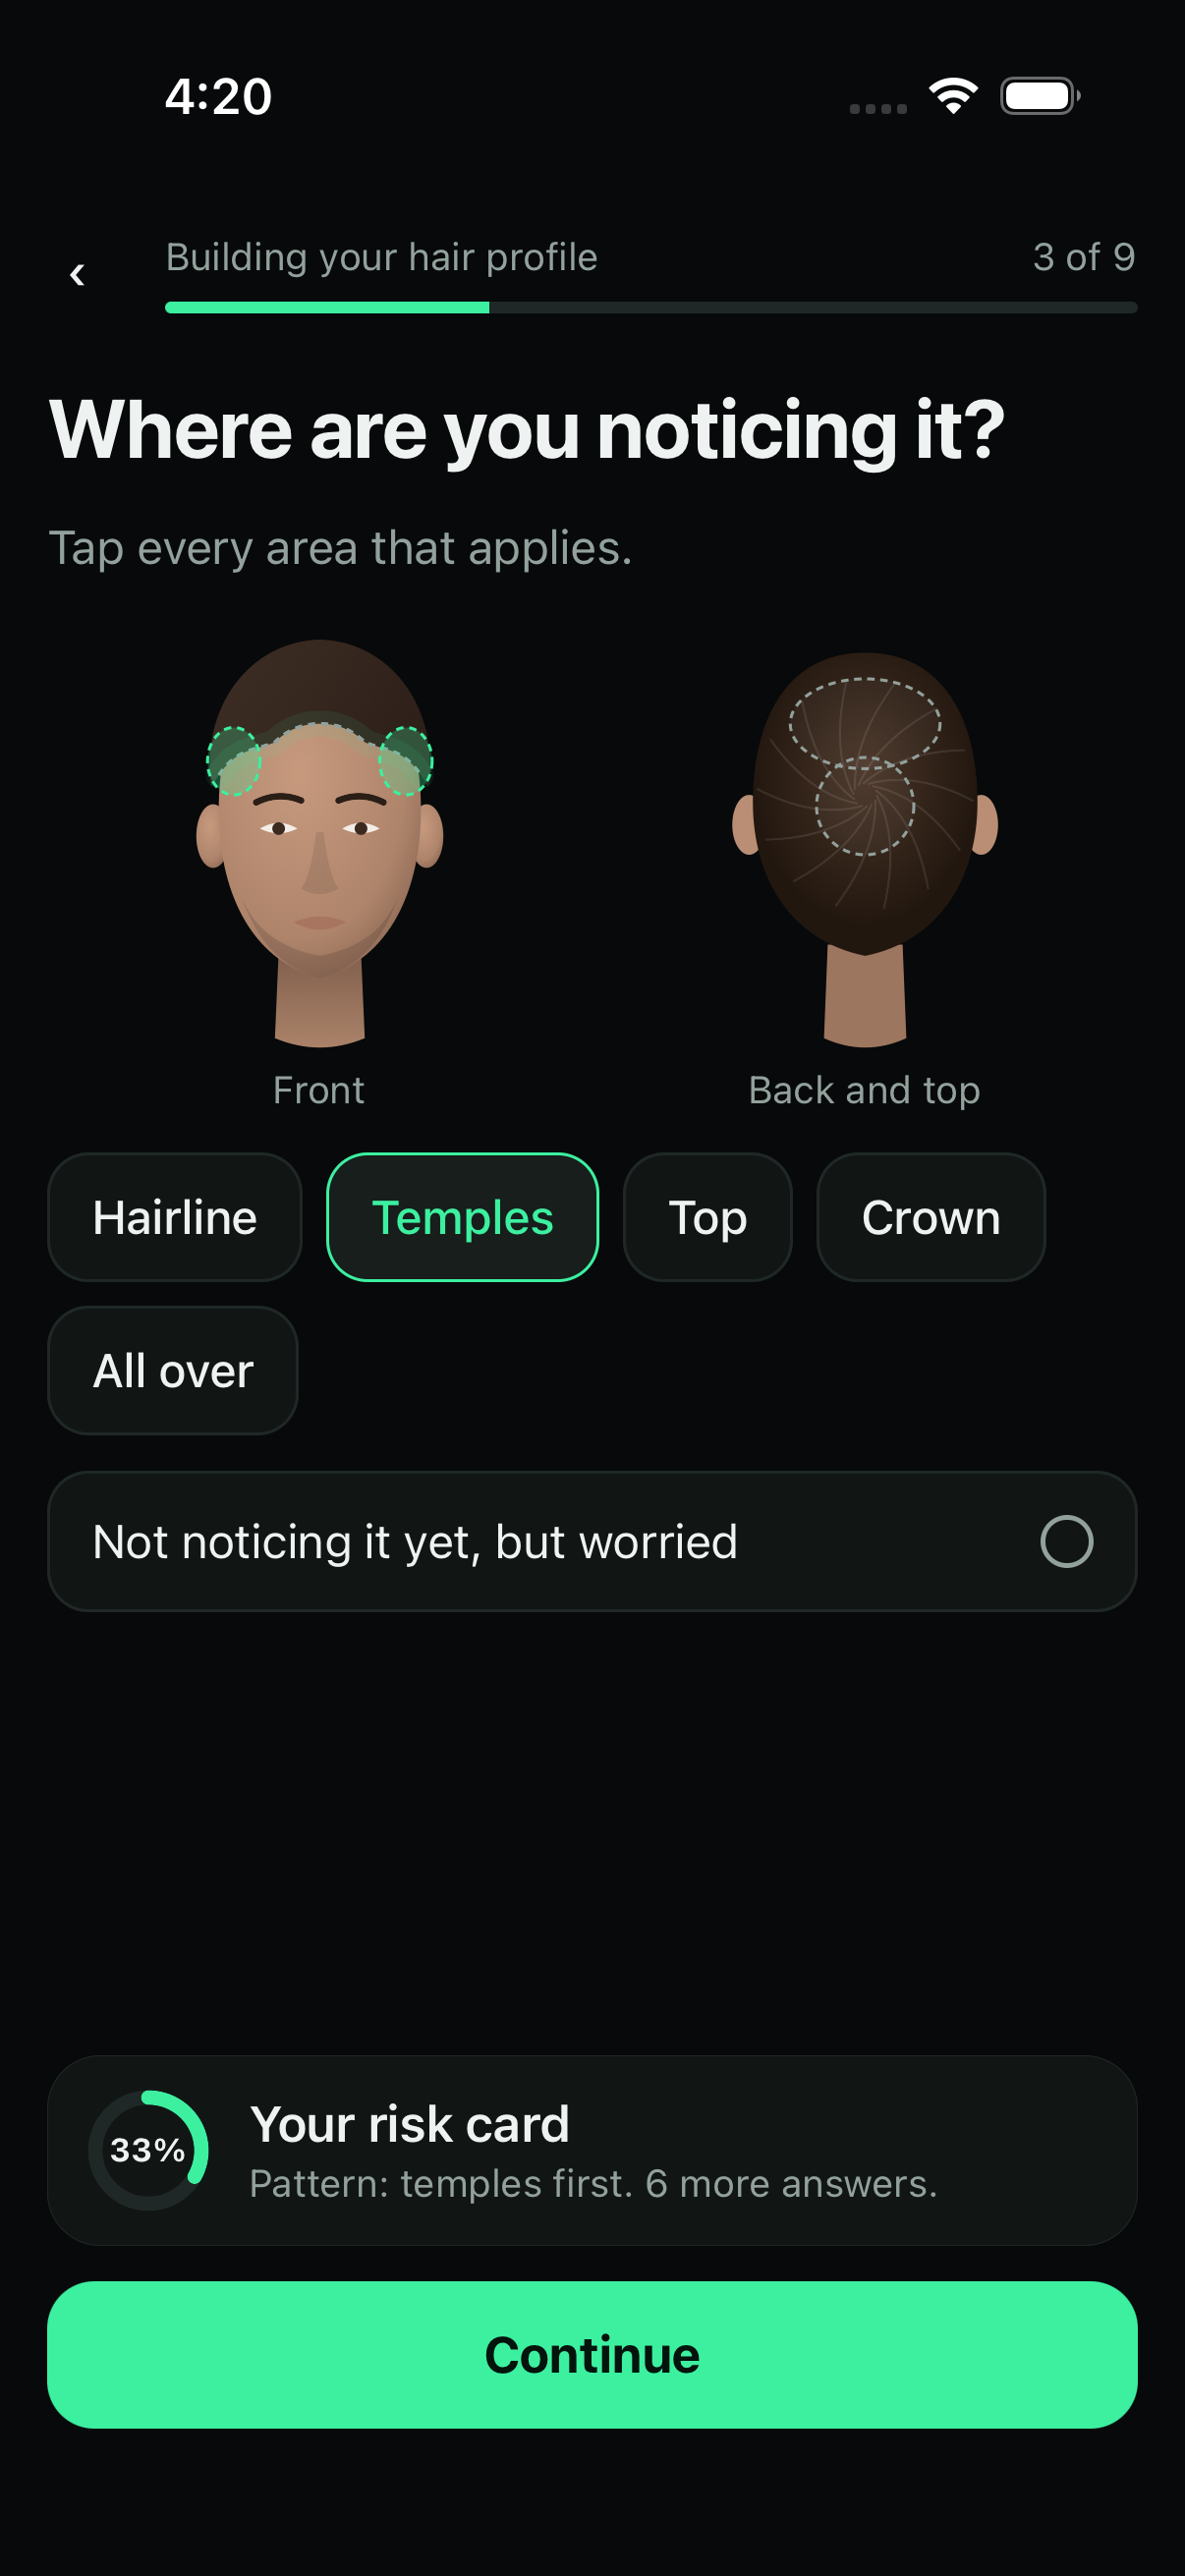 4:20
Building your hair profile
3 of 9
Where are you noticing it?
Tap every area that applies.
Front
Back and top
Hairline
Temples
Top
Crown
All over
Not noticing it yet, but worried
33%
Your risk card
Pattern: temples first. 6 more answers.
Continue